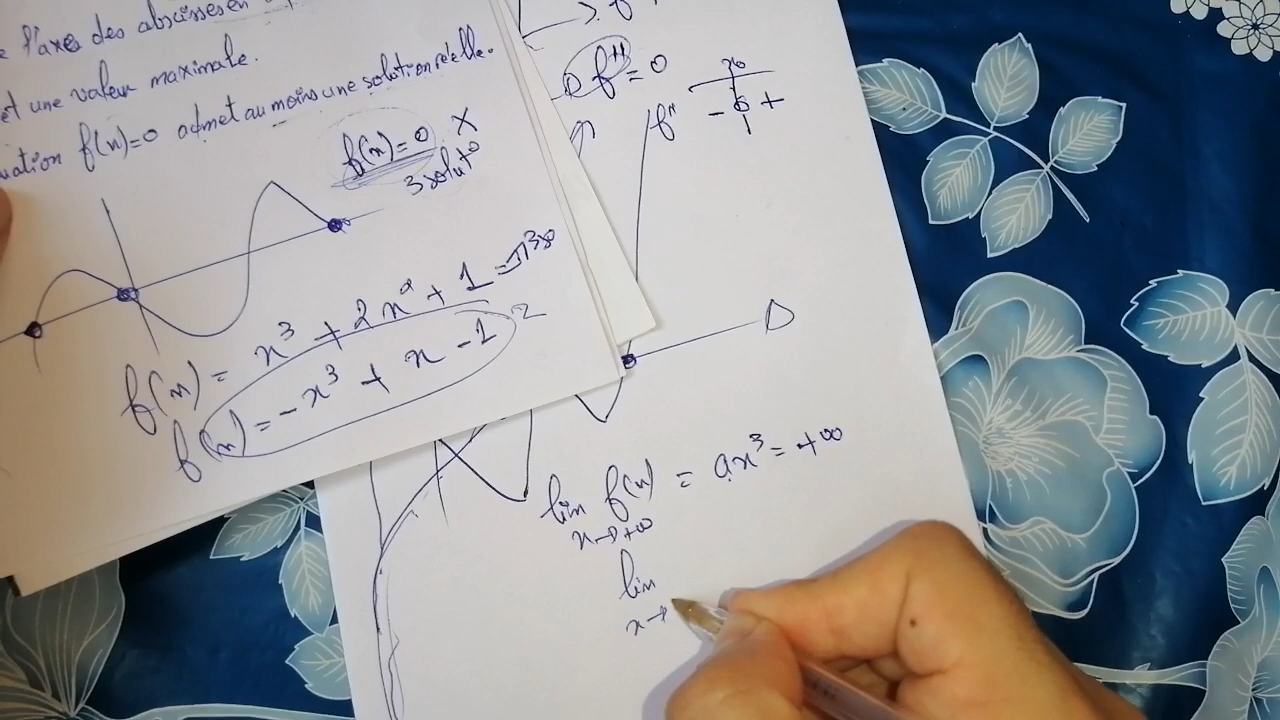 l'axes des abscisses en
et une valeur maximale.
f(x)=0 admet au moins une solution réelle.
f(x)=0 X
3 solut°
f(x) = x³ + 2x² + 1
f(x) = -x³ + x - 1
f'' = 0
x₀
f'' - 0 +
Δ
lim f(x) = ax³ = +∞
x→+∞
lim
x→